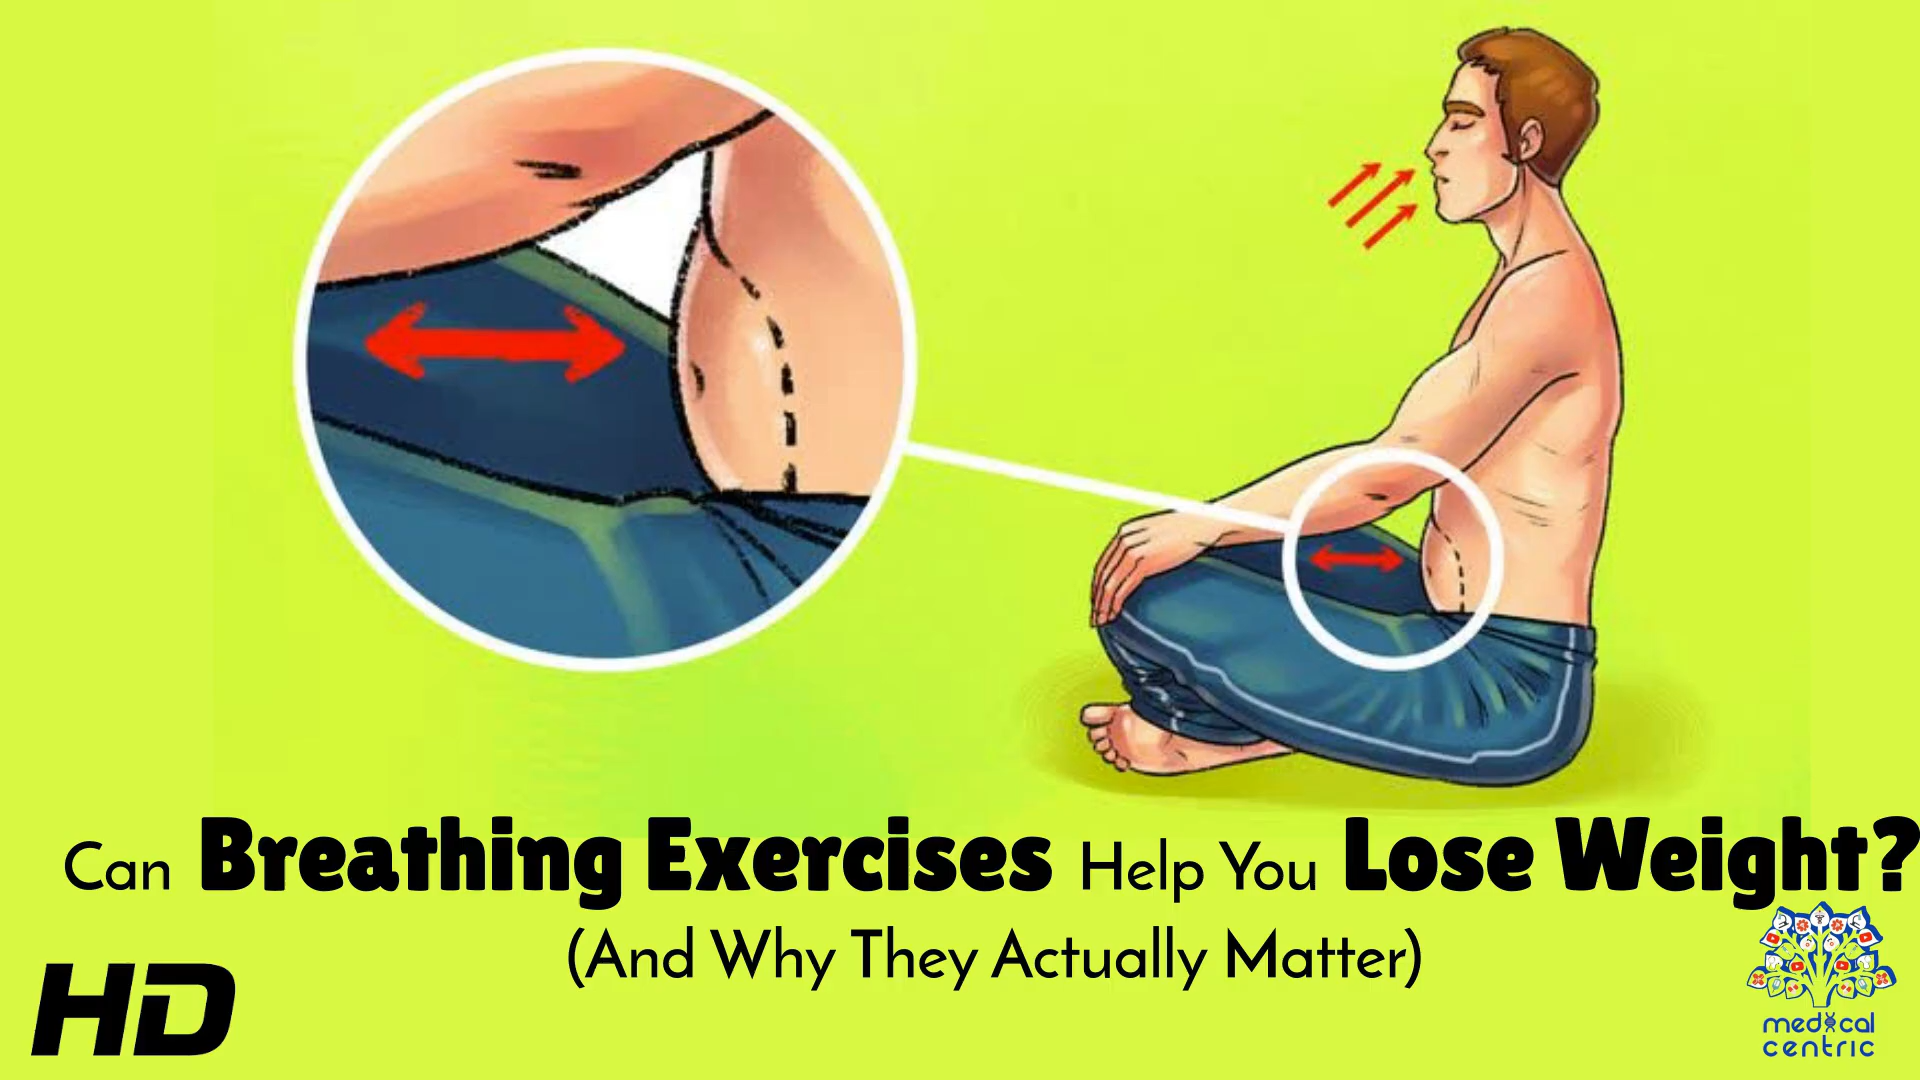 Can Breathing Exercises Help You Lose Weight?
(And Why They Actually Matter)
HD
medical
centric